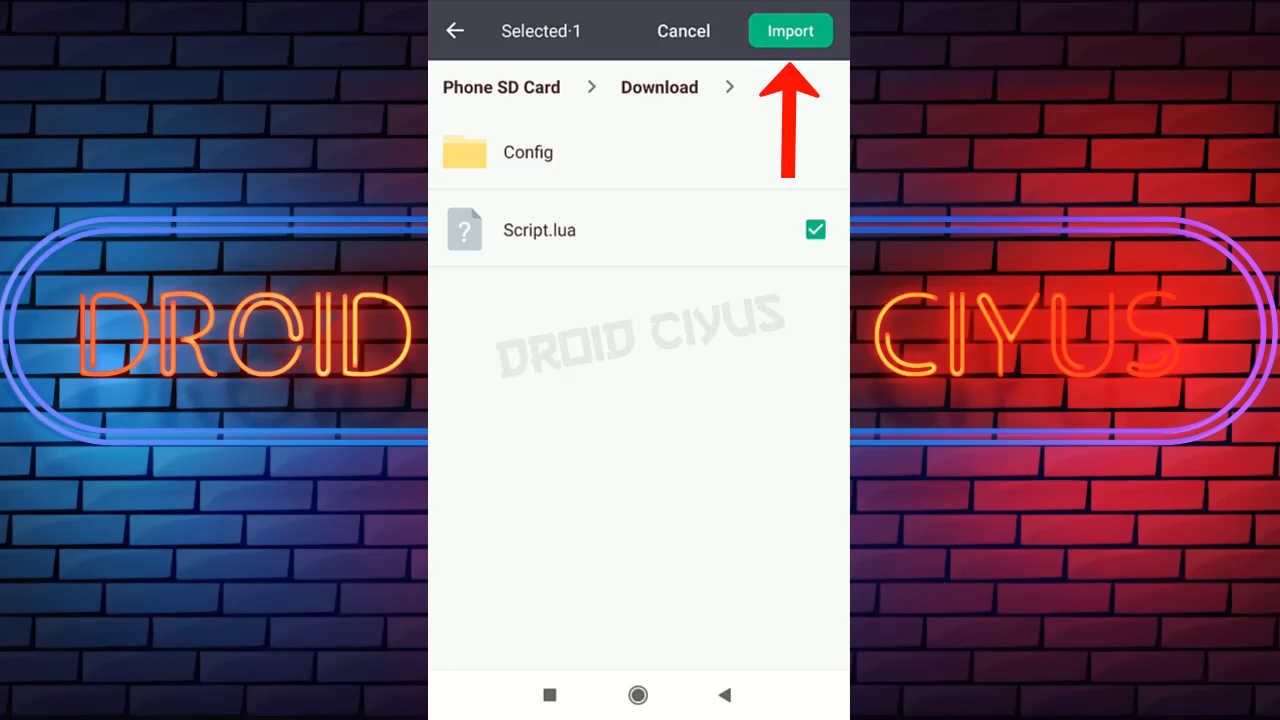 Selected·1 Cancel Import
Phone SD Card Download
Config
? Script.lua
DROID CIYUS
DROID CIYUS